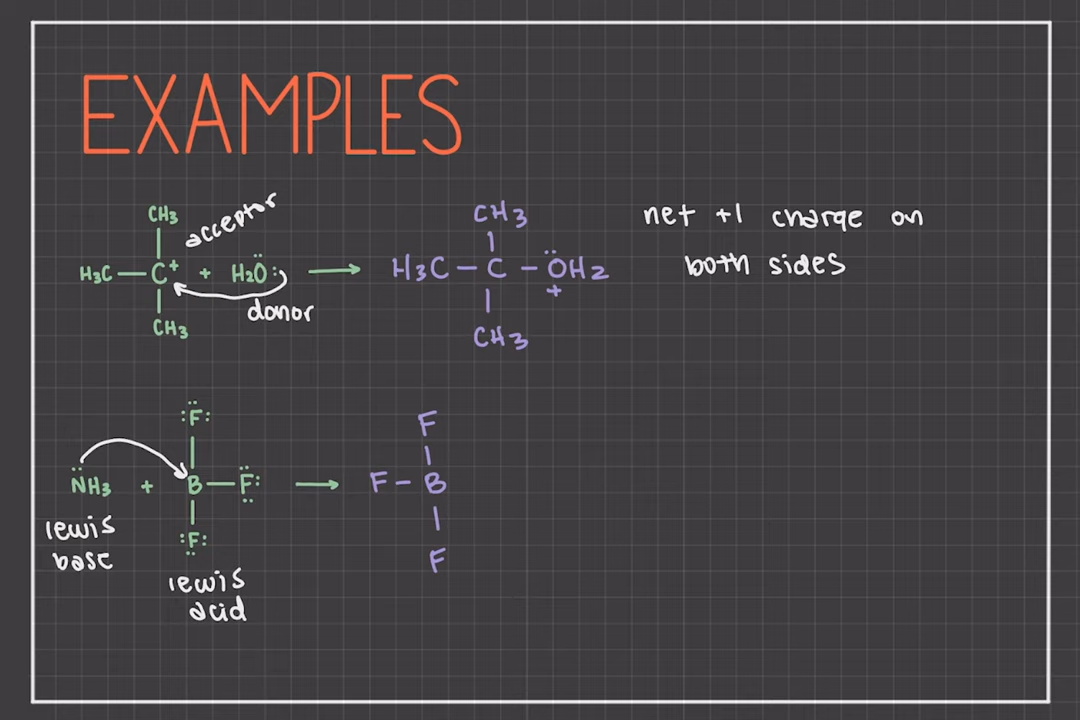 EXAMPLES
CH3
acceptor
H3C — C+ + H2Ö: →
donor
CH3
CH3
H3C – C – ÖH2
+
CH3
net +1 charge on
both sides
:F̈:
N̈H3 + B — F: →
:F:
lewis
base
lewis
acid
F
F – B
F